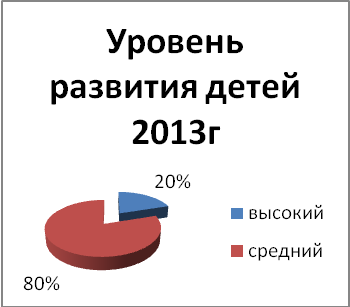 Уровень
развития детей
2013г
20%
высокий
средний
80%